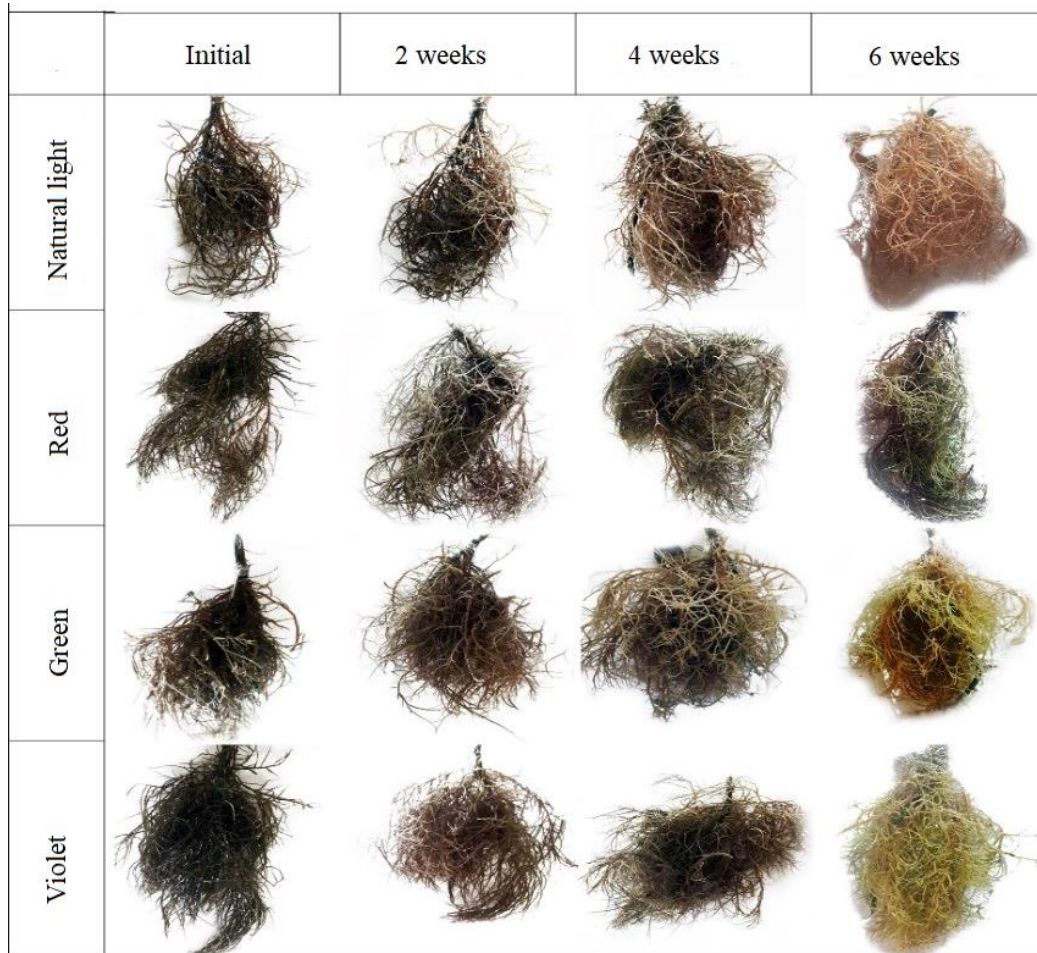 Initial
2 weeks
4 weeks
6 weeks
Natural light
Red
Green
Violet